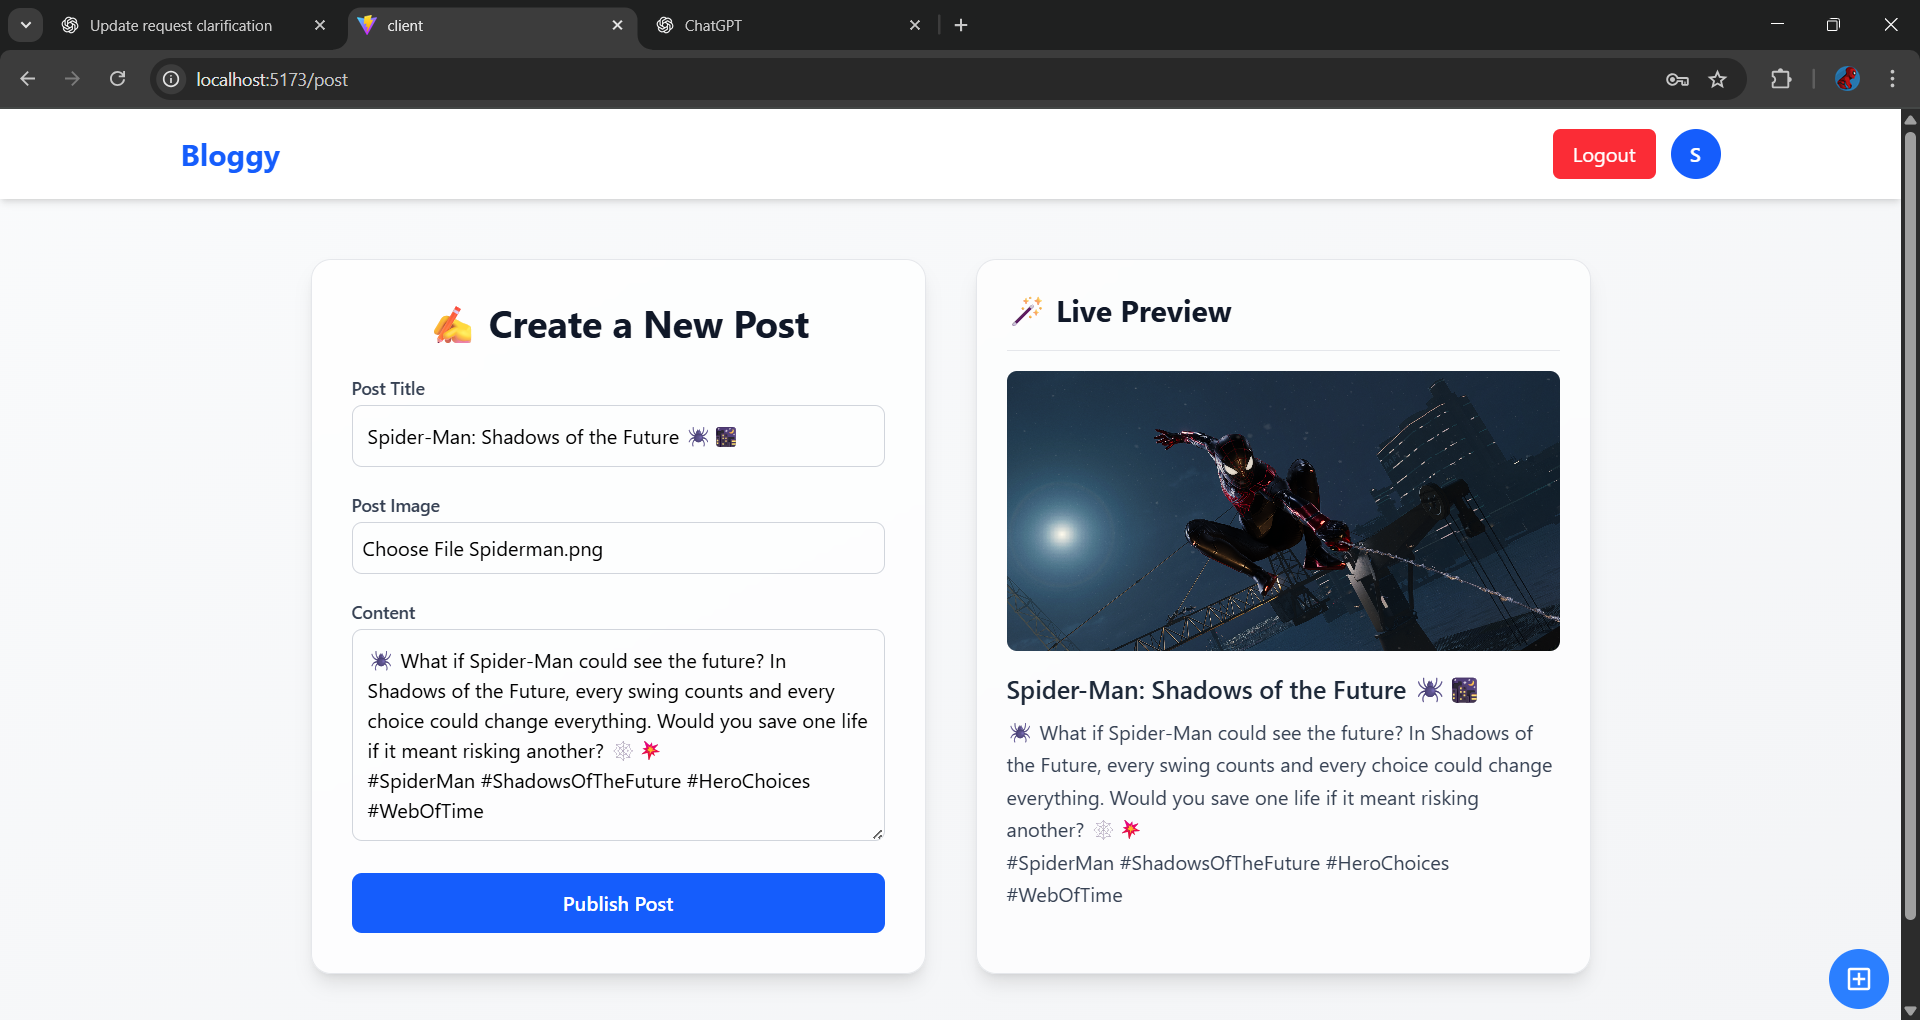 Update request clarification
client
ChatGPT
localhost:5173/post
Bloggy
Logout
S
✍️ Create a New Post
Post Title
Spider-Man: Shadows of the Future 🕷️🌃
Post Image
Choose File Spiderman.png
Content
🕷️ What if Spider-Man could see the future? In
Shadows of the Future, every swing counts and every
choice could change everything. Would you save one life
if it meant risking another? 🕸️💥
#SpiderMan #ShadowsOfTheFuture #HeroChoices
#WebOfTime
Publish Post
🪄 Live Preview
Spider-Man: Shadows of the Future 🕷️🌃
🕷️ What if Spider-Man could see the future? In Shadows of
the Future, every swing counts and every choice could change
everything. Would you save one life if it meant risking
another? 🕸️💥
#SpiderMan #ShadowsOfTheFuture #HeroChoices
#WebOfTime